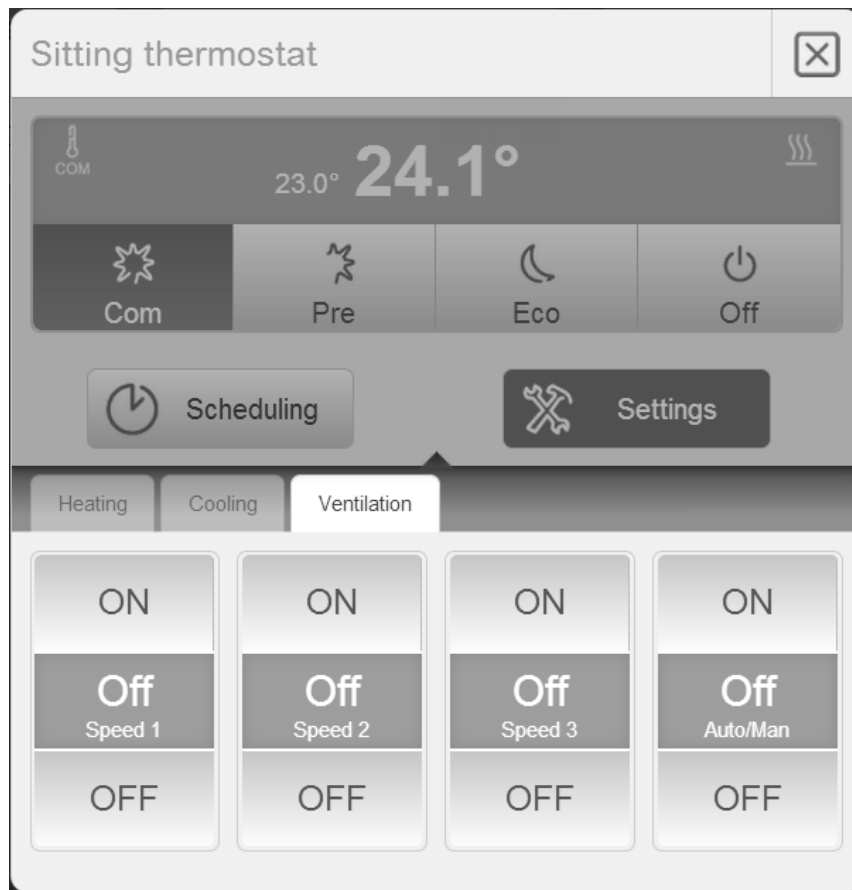 Sitting thermostat
COM
23.0° 24.1°
Com Pre Eco Off
Scheduling Settings
Heating Cooling Ventilation
ON ON ON ON
Off Off Off Off
Speed 1 Speed 2 Speed 3 Auto/Man
OFF OFF OFF OFF